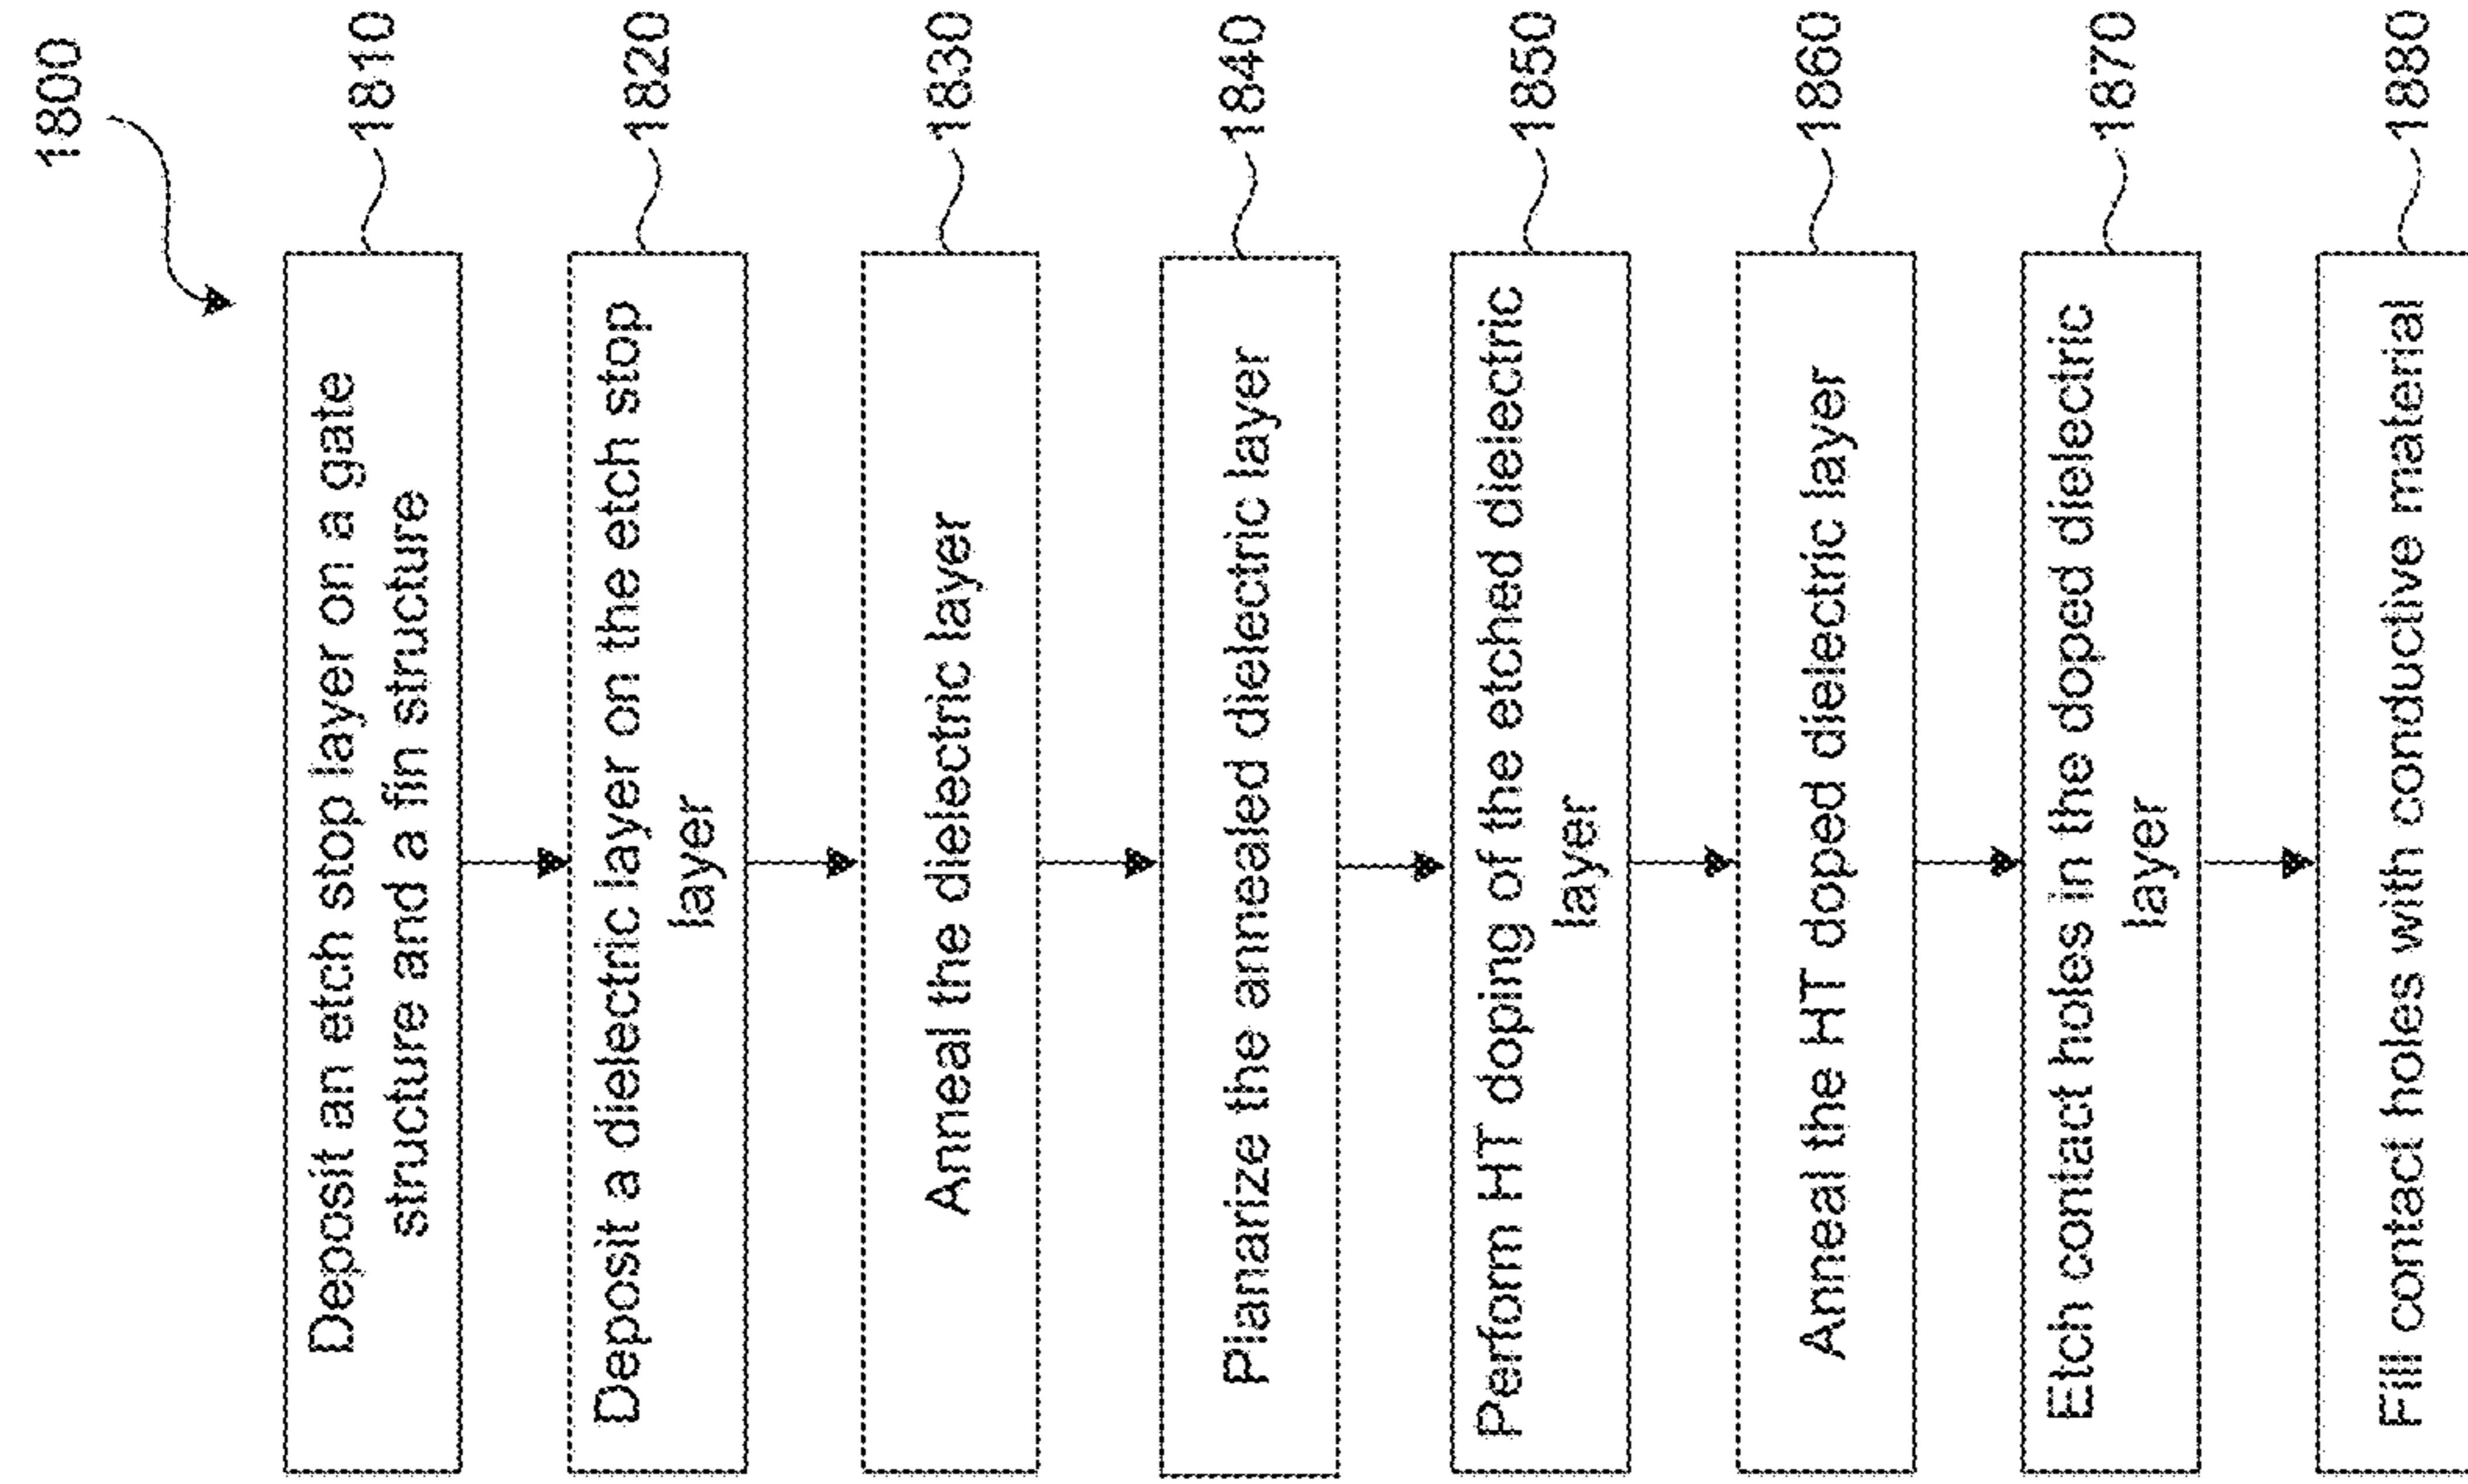 1800
Deposit an etch stop layer on a gate
structure and a fin structure
1810
Deposit a dielectric layer on the etch stop
layer
1820
Anneal the dielectric layer
1830
Planarize the annealed dielectric layer
1840
Perform HT doping of the etched dielectric
layer
1850
Anneal the HT doped dielectric layer
1860
Etch contact holes in the doped dielectric
layer
1870
Fill contact holes with conductive material
1880